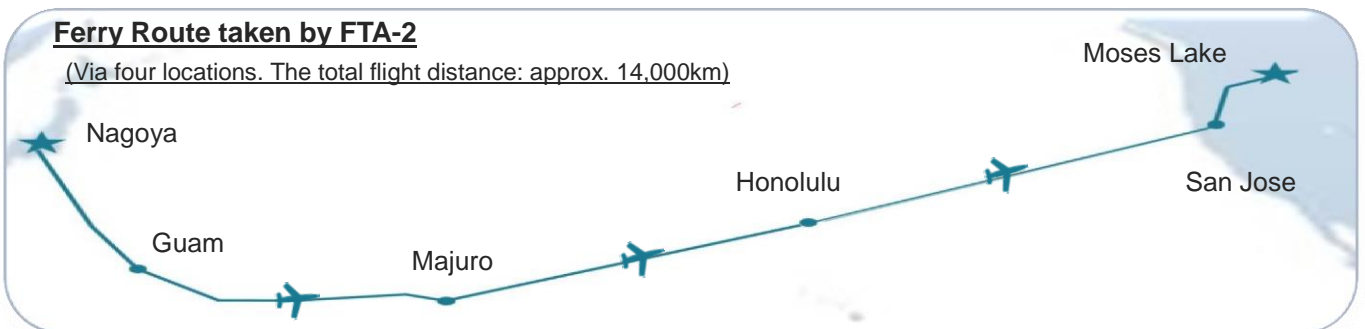 Ferry Route taken by FTA-2
(Via four locations. The total flight distance: approx. 14,000km)
Moses Lake
Nagoya
Honolulu
San Jose
Guam
Majuro